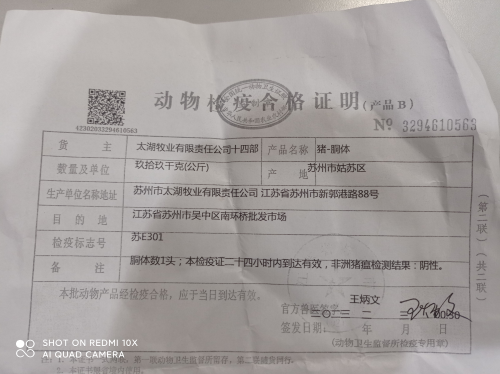 动物检疫合格证明(产品B)
42302033294610563
№ 3294610563
货 主 太湖牧业有限责任公司十四部 产品名称 猪-胴体
数量及单位 玖拾玖千克(公斤) 产 地 苏州市姑苏区
生产单位名称地址 苏州市太湖牧业有限责任公司 江苏省苏州市新郭港路88号
目 的 地 江苏省苏州市吴中区南环桥批发市场
检疫标志号 苏E301
备 注 胴体数1头；本检疫证二十四小时内到达有效，非洲猪瘟检测结果：阴性。
本批动物产品经检疫合格，应于当日到达有效。
官方兽医签字 王炳文
签发日期：
(动物卫生监督所检疫专用章)
(第二联)(共二联)
SHOT ON REDMI 10X
AI QUAD CAMERA